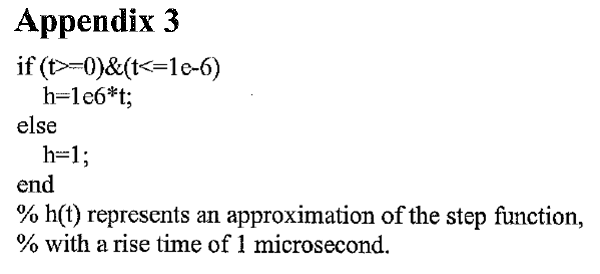 Appendix 3
if (t>=0)&(t<=1e-6)
h=1e6*t;
else
h=1;
end
% h(t) represents an approximation of the step function,
% with a rise time of 1 microsecond.